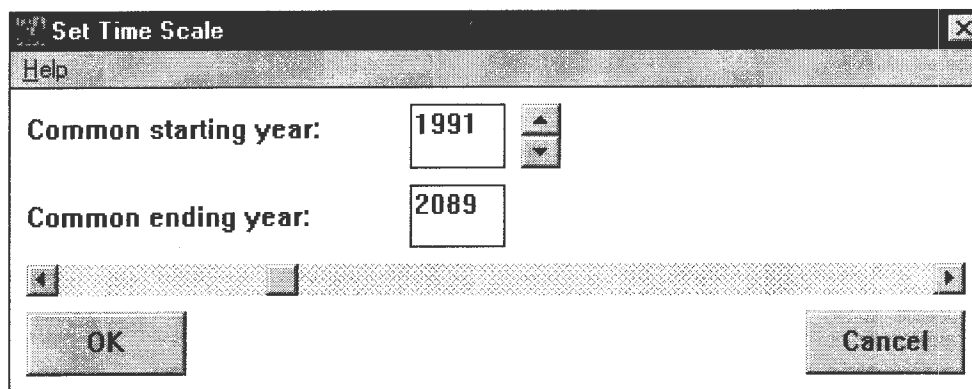 Set Time Scale
Help
Common starting year: 1991
Common ending year: 2089
OK Cancel